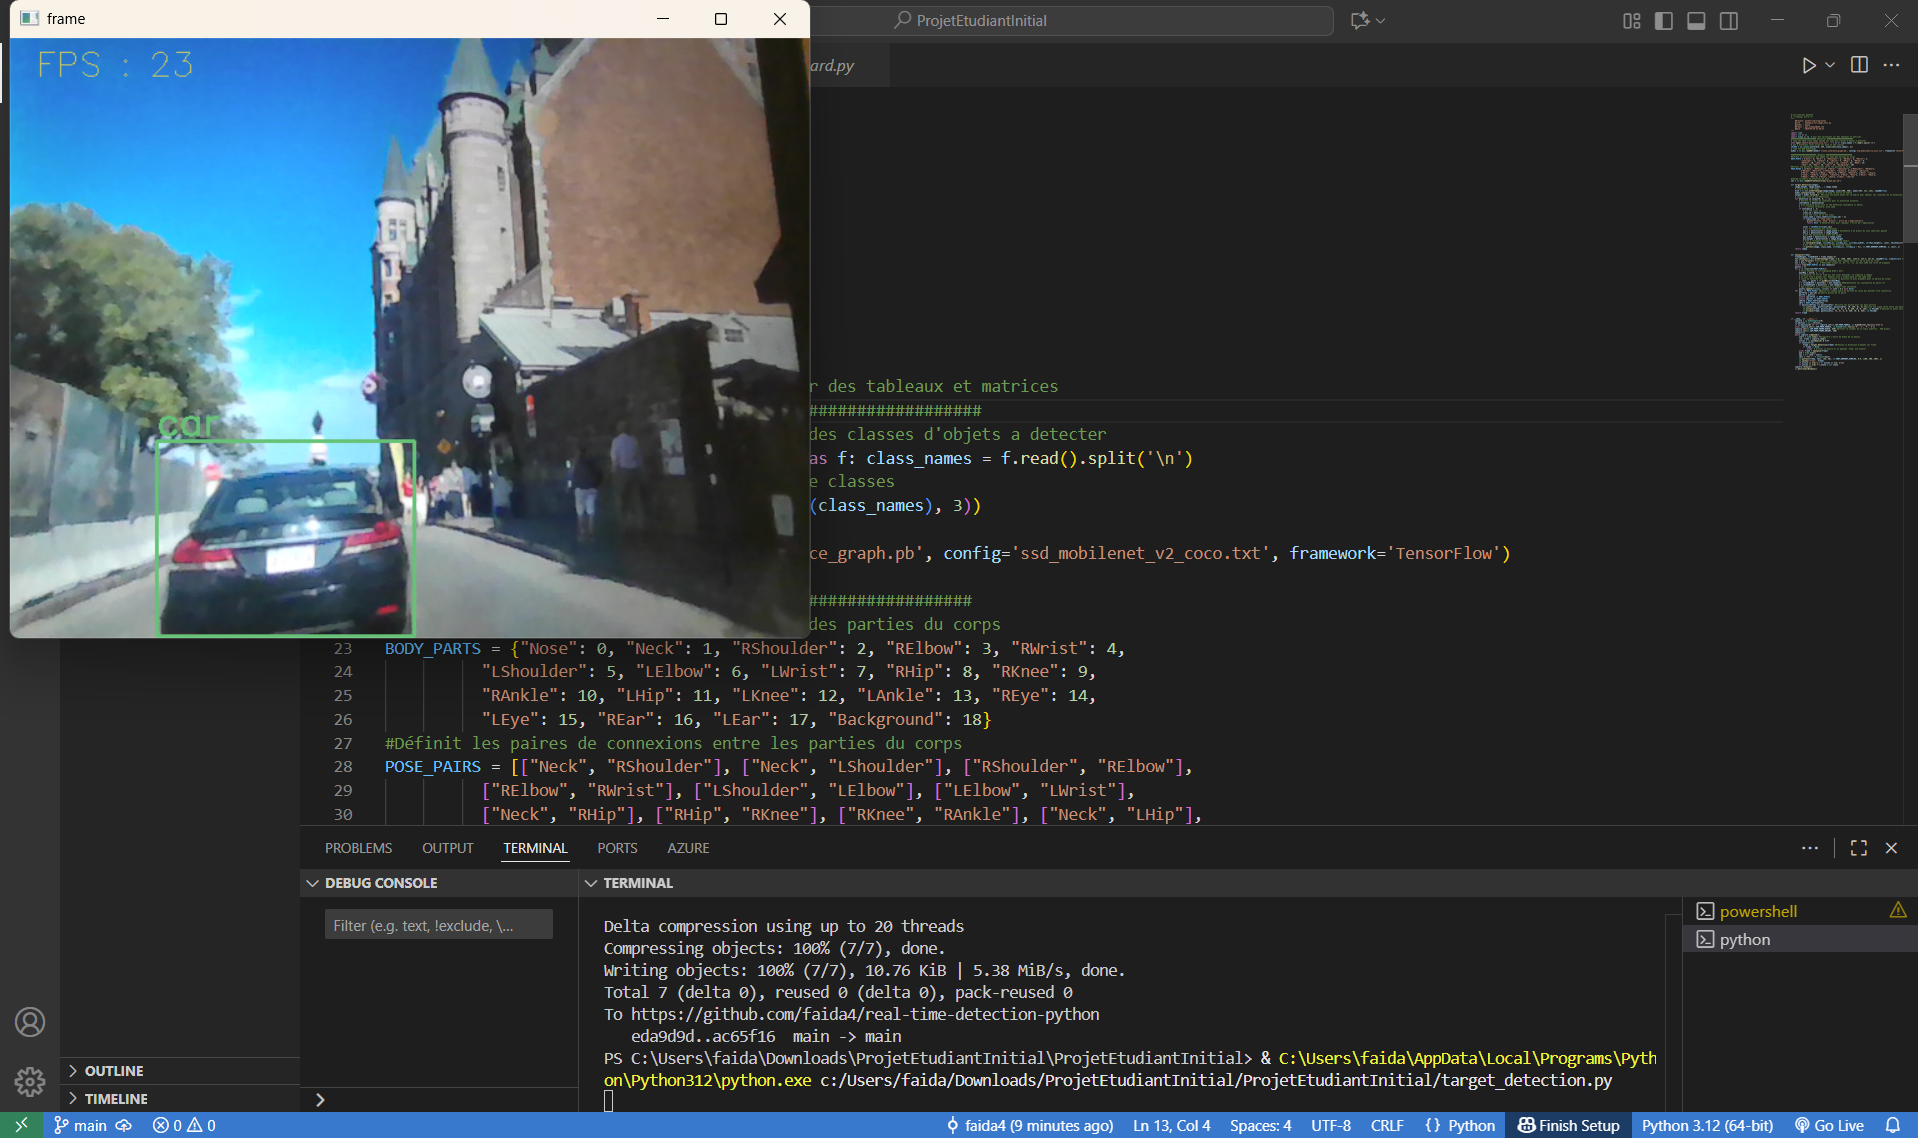 frame
ProjetEtudiantInitial
FPS : 23
ard.py
car
r des tableaux et matrices
##################
des classes d'objets a detecter
as f: class_names = f.read().split('\n')
e classes
(class_names), 3))
ce_graph.pb', config='ssd_mobilenet_v2_coco.txt', framework='TensorFlow')
#################
des parties du corps
23 BODY_PARTS = {"Nose": 0, "Neck": 1, "RShoulder": 2, "RElbow": 3, "RWrist": 4,
24 "LShoulder": 5, "LElbow": 6, "LWrist": 7, "RHip": 8, "RKnee": 9,
25 "RAnkle": 10, "LHip": 11, "LKnee": 12, "LAnkle": 13, "REye": 14,
26 "LEye": 15, "REar": 16, "LEar": 17, "Background": 18}
27 #Définit les paires de connexions entre les parties du corps
28 POSE_PAIRS = [["Neck", "RShoulder"], ["Neck", "LShoulder"], ["RShoulder", "RElbow"],
29 ["RElbow", "RWrist"], ["LShoulder", "LElbow"], ["LElbow", "LWrist"],
30 ["Neck", "RHip"], ["RHip", "RKnee"], ["RKnee", "RAnkle"], ["Neck", "LHip"],
PROBLEMS OUTPUT TERMINAL PORTS AZURE
DEBUG CONSOLE
TERMINAL
Filter (e.g. text, !exclude, \...
Delta compression using up to 20 threads
Compressing objects: 100% (7/7), done.
Writing objects: 100% (7/7), 10.76 KiB | 5.38 MiB/s, done.
Total 7 (delta 0), reused 0 (delta 0), pack-reused 0
To https://github.com/faida4/real-time-detection-python
eda9d9d..ac65f16 main -> main
PS C:\Users\faida\Downloads\ProjetEtudiantInitial\ProjetEtudiantInitial> & C:\Users\faida\AppData\Local\Programs\Pyth
on\Python312\python.exe c:/Users/faida/Downloads/ProjetEtudiantInitial/ProjetEtudiantInitial/target_detection.py
powershell
python
OUTLINE
TIMELINE
main 0 0 faida4 (9 minutes ago) Ln 13, Col 4 Spaces: 4 UTF-8 CRLF {} Python Finish Setup Python 3.12 (64-bit) Go Live